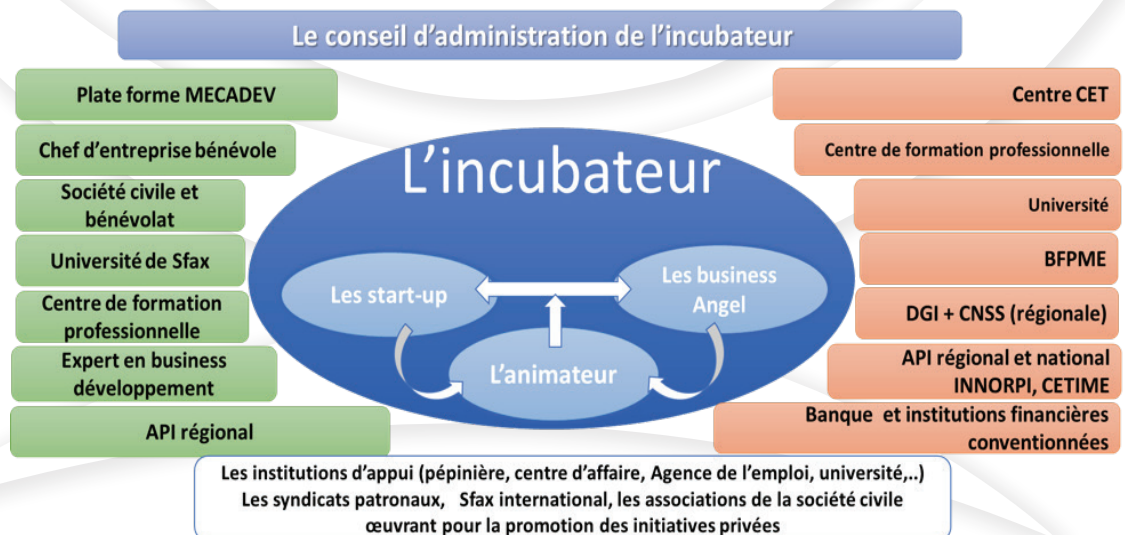 Le conseil d'administration de l'incubateur
Plate forme MECADEV
Chef d'entreprise bénévole
Société civile et
bénévolat
Université de Sfax
Centre de formation
professionnelle
Expert en business
développement
API régional
L'incubateur
Les start-up
Les business
Angel
L'animateur
Centre CET
Centre de formation professionnelle
Université
BFPME
DGI + CNSS (régionale)
API régional et national
INNORPI, CETIME
Banque et institutions financières
conventionnées
Les institutions d'appui (pépinière, centre d'affaire, Agence de l'emploi, université,..)
Les syndicats patronaux, Sfax international, les associations de la société civile
œuvrant pour la promotion des initiatives privées